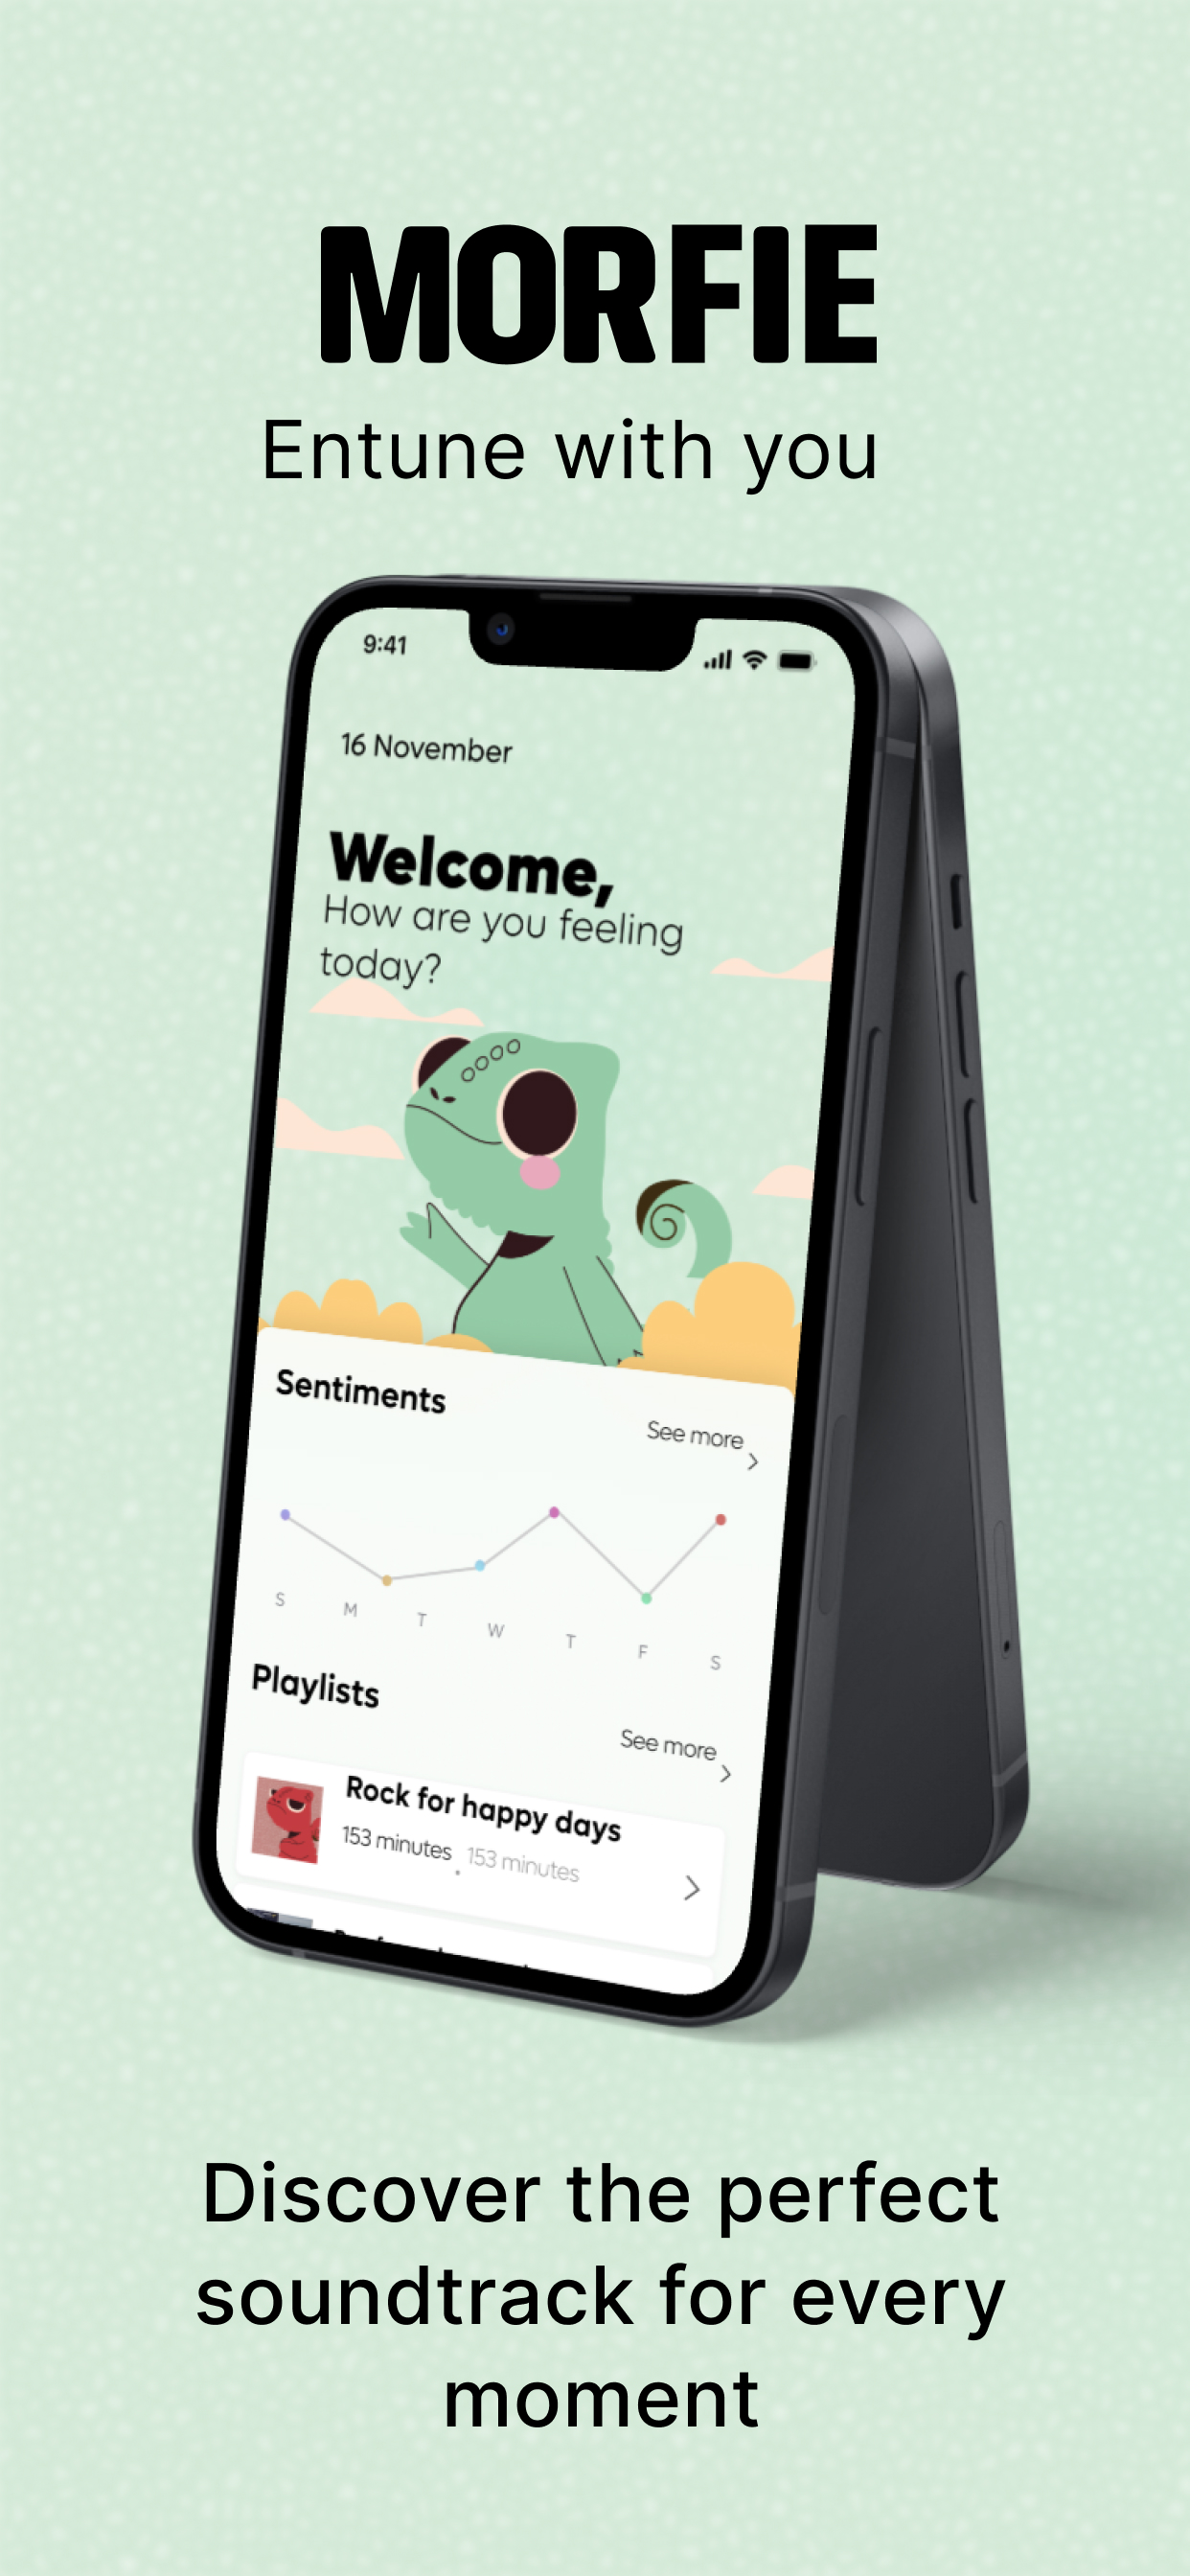 MORFIE
Entune with you
9:41
16 November
Welcome,
How are you feeling
today?
Sentiments
See more
S M T W T F S
Playlists
See more
Rock for happy days
153 minutes . 153 minutes
Discover the perfect
soundtrack for every
moment